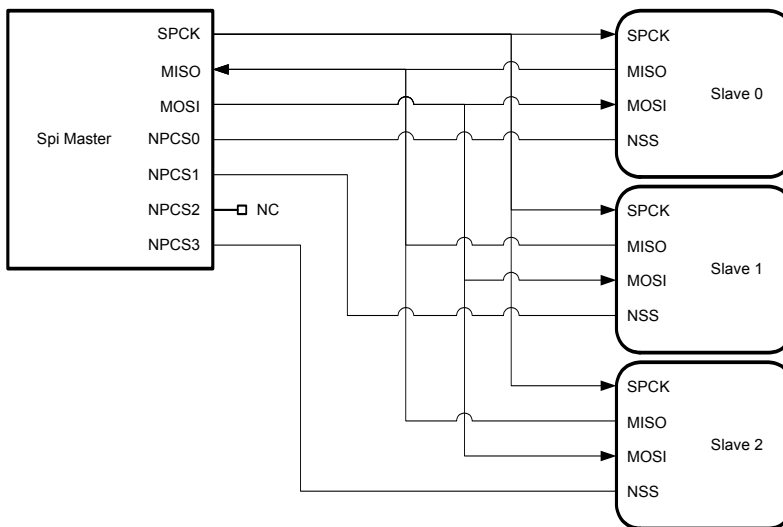 Spi Master
SPCK
MISO
MOSI
NPCS0
NPCS1
NPCS2
NC
NPCS3
SPCK
MISO
MOSI
NSS
Slave 0
SPCK
MISO
MOSI
NSS
Slave 1
SPCK
MISO
MOSI
NSS
Slave 2